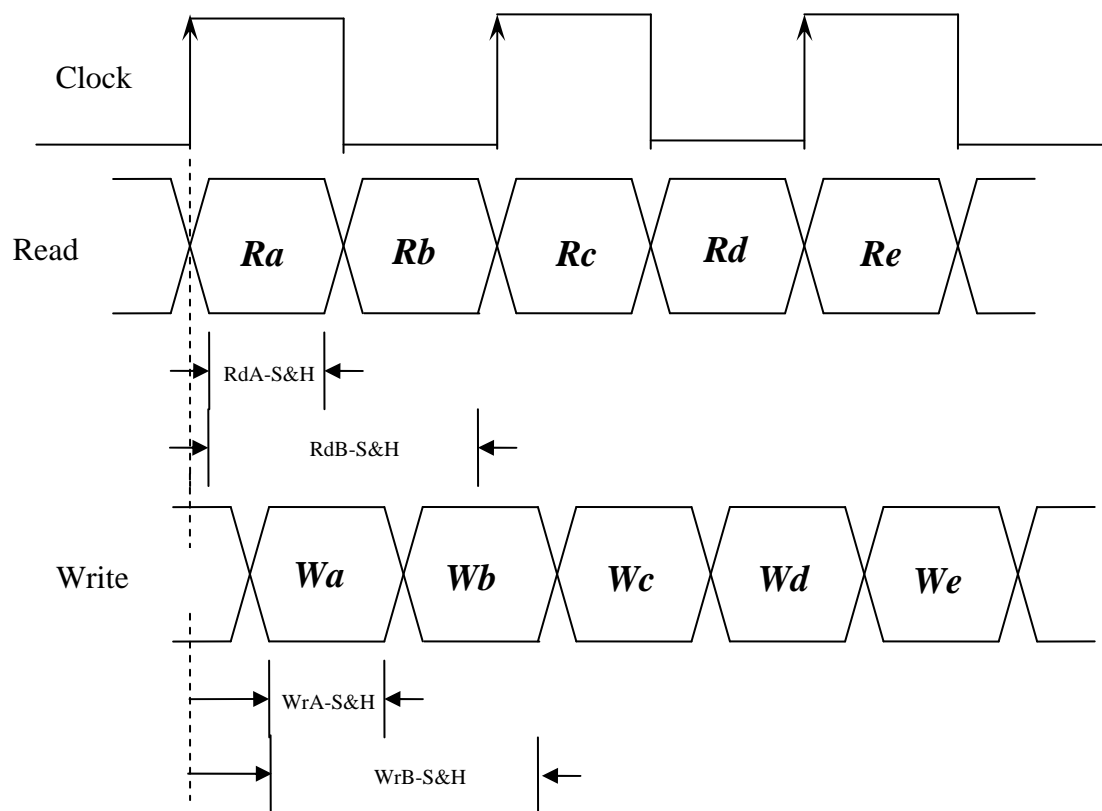 Clock
Read
Ra Rb Rc Rd Re
RdA-S&H
RdB-S&H
Write
Wa Wb Wc Wd We
WrA-S&H
WrB-S&H